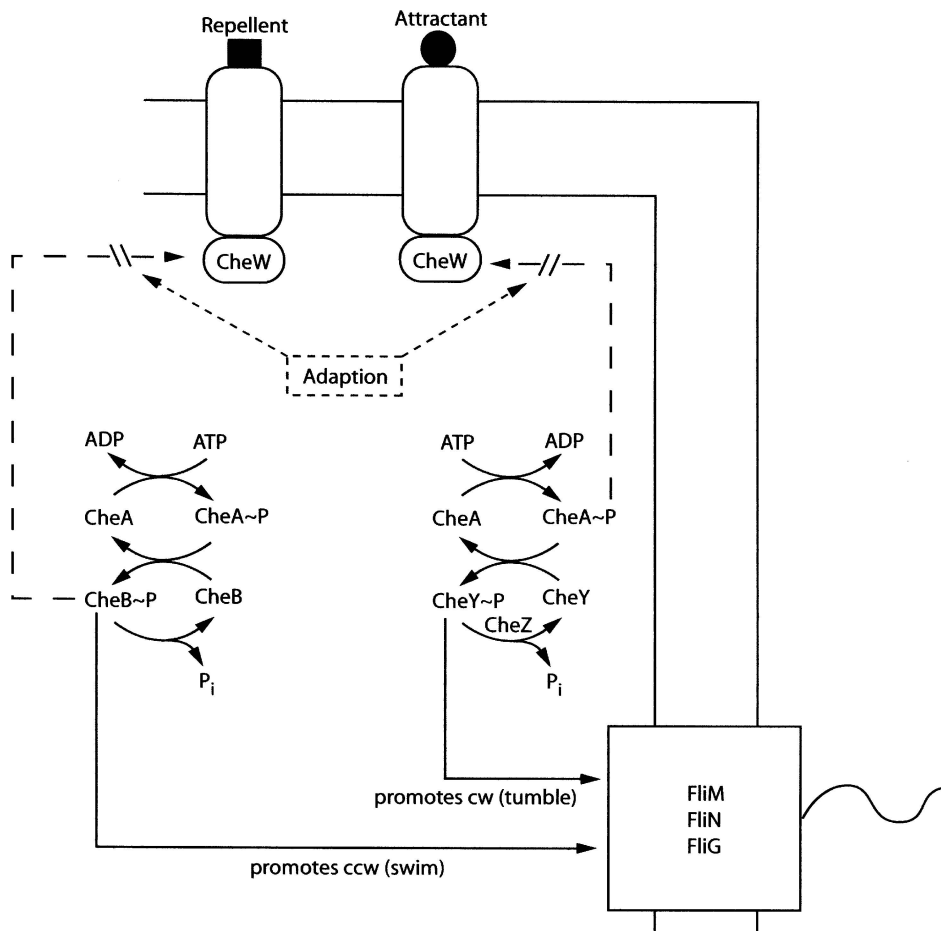 Repellent
Attractant
CheW
CheW
Adaption
ADP
ATP
ATP
ADP
CheA
CheA~P
CheA
CheA~P
CheB~P
CheB
CheY~P
CheY
CheZ
Pi
Pi
promotes cw (tumble)
FliM
FliN
FliG
promotes ccw (swim)